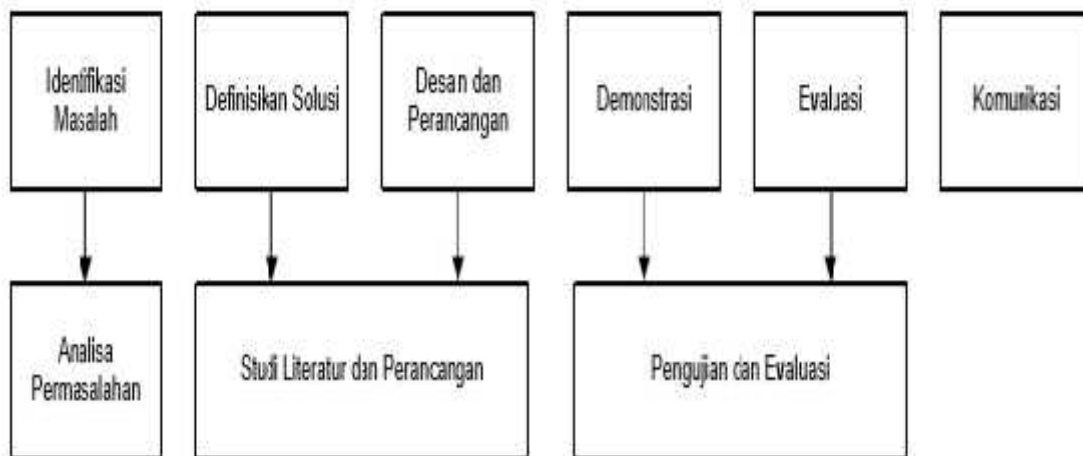 Identifikasi
Masalah
Definisikan Solusi
Desan dan
Perancangan
Demonstrasi
Evaluasi
Komunikasi
Analisa
Permasalahan
Studi Literatur dan Perancangan
Pengujian dan Evaluasi